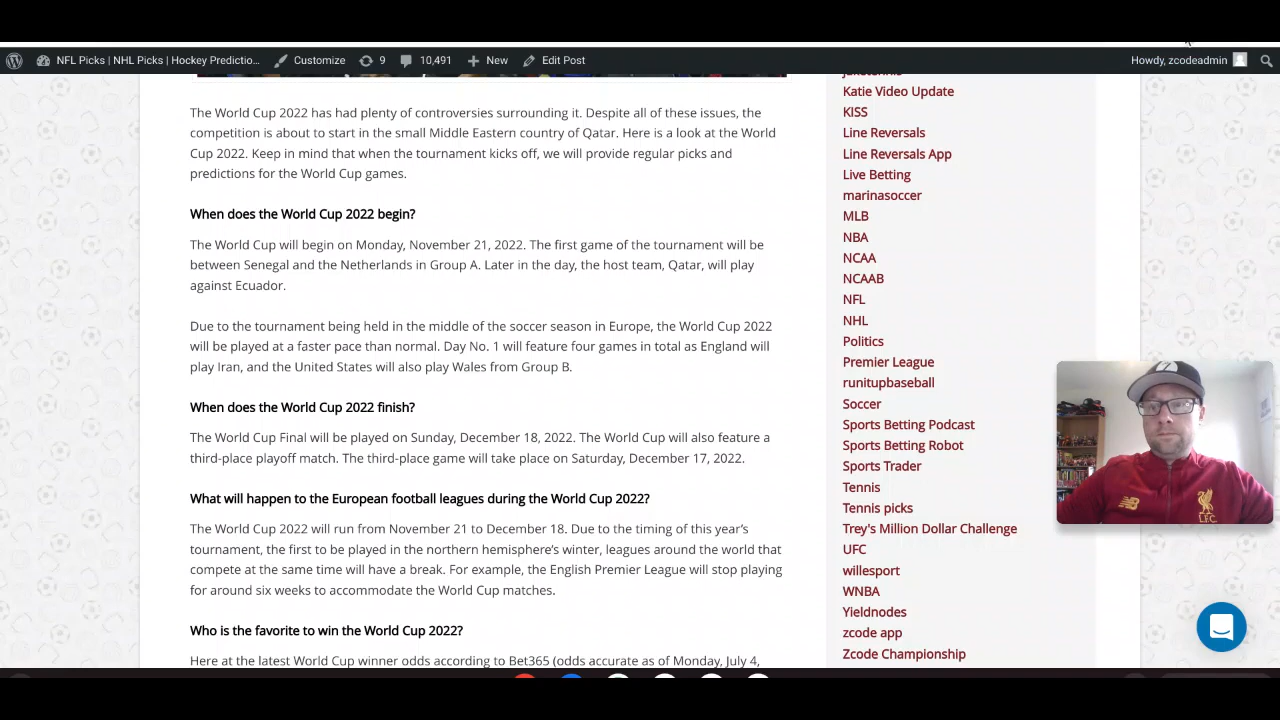 NFL Picks | NHL Picks | Hockey Predictio... Customize 9 10,491 New Edit Post Howdy, zcodeadmin
The World Cup 2022 has had plenty of controversies surrounding it. Despite all of these issues, the
competition is about to start in the small Middle Eastern country of Qatar. Here is a look at the World
Cup 2022. Keep in mind that when the tournament kicks off, we will provide regular picks and
predictions for the World Cup games.
When does the World Cup 2022 begin?
The World Cup will begin on Monday, November 21, 2022. The first game of the tournament will be
between Senegal and the Netherlands in Group A. Later in the day, the host team, Qatar, will play
against Ecuador.
Due to the tournament being held in the middle of the soccer season in Europe, the World Cup 2022
will be played at a faster pace than normal. Day No. 1 will feature four games in total as England will
play Iran, and the United States will also play Wales from Group B.
When does the World Cup 2022 finish?
The World Cup Final will be played on Sunday, December 18, 2022. The World Cup will also feature a
third-place playoff match. The third-place game will take place on Saturday, December 17, 2022.
What will happen to the European football leagues during the World Cup 2022?
The World Cup 2022 will run from November 21 to December 18. Due to the timing of this year's
tournament, the first to be played in the northern hemisphere's winter, leagues around the world that
compete at the same time will have a break. For example, the English Premier League will stop playing
for around six weeks to accommodate the World Cup matches.
Who is the favorite to win the World Cup 2022?
Here at the latest World Cup winner odds according to Bet365 (odds accurate as of Monday, July 4,
Katie Video Update
KISS
Line Reversals
Line Reversals App
Live Betting
marinasoccer
MLB
NBA
NCAA
NCAAB
NFL
NHL
Politics
Premier League
runitupbaseball
Soccer
Sports Betting Podcast
Sports Betting Robot
Sports Trader
Tennis
Tennis picks
Trey's Million Dollar Challenge
UFC
willesport
WNBA
Yieldnodes
zcode app
Zcode Championship
L.F.C.